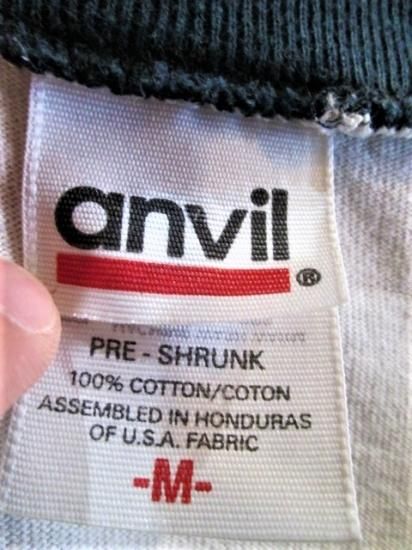 anvil
®
PRE - SHRUNK
100% COTTON/COTON
ASSEMBLED IN HONDURAS
OF U.S.A. FABRIC
-M-